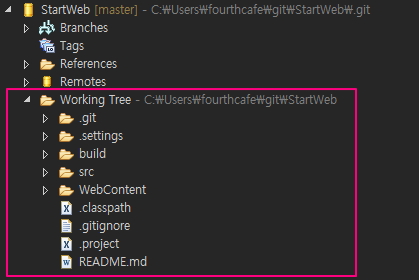 StartWeb [master] - C:₩Users₩fourthcafe₩git₩StartWeb₩.git
Branches
Tags
References
Remotes
Working Tree - C:₩Users₩fourthcafe₩git₩StartWeb
.git
.settings
build
src
WebContent
.classpath
.gitignore
.project
README.md